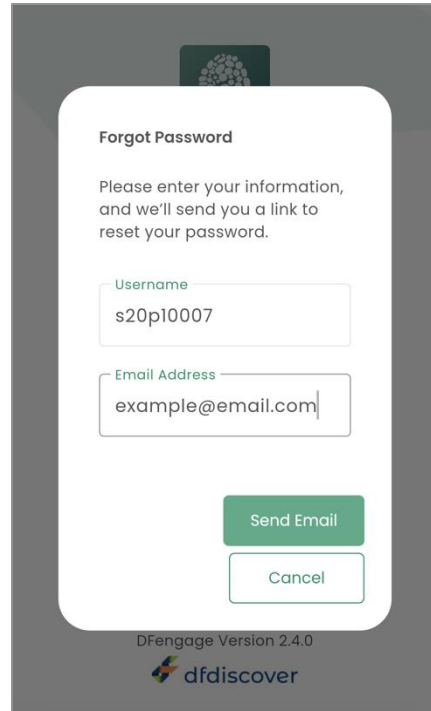 Forgot Password
Please enter your information,
and we'll send you a link to
reset your password.
Username
s20p10007
Email Address
example@email.com
Send Email
Cancel
DFengage Version 2.4.0
dfdiscover